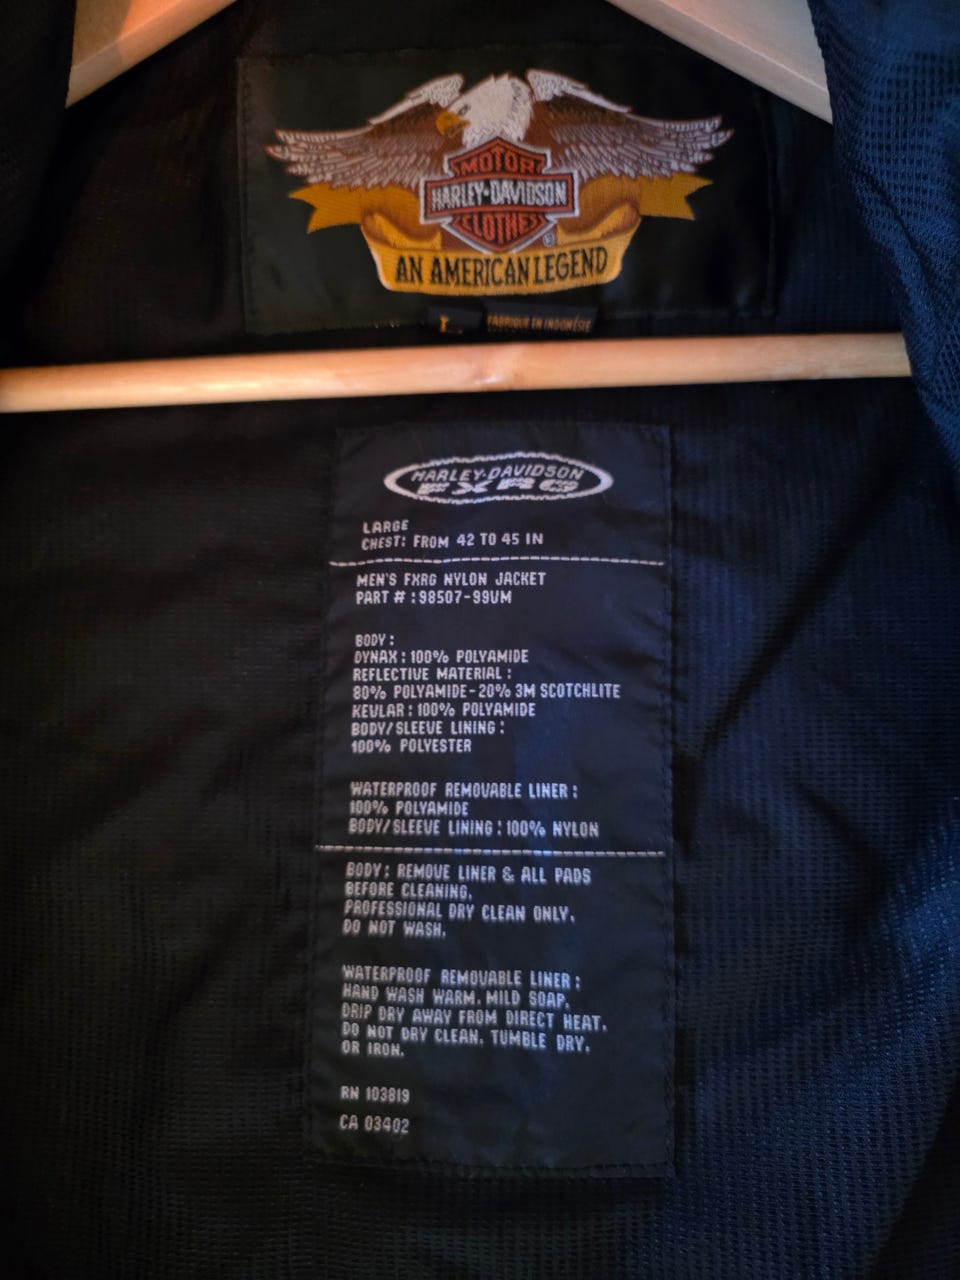 MOTOR
HARLEY-DAVIDSON
CLOTHES
®
AN AMERICAN LEGEND
L
FABRIQUE EN INDONÉSIE
HARLEY-DAVIDSON
FXRG
LARGE
CHEST: FROM 42 TO 45 IN
MEN'S FXRG NYLON JACKET
PART # : 98507-99VM
BODY :
DYNAX : 100% POLYAMIDE
REFLECTIVE MATERIAL :
80% POLYAMIDE - 20% 3M SCOTCHLITE
KEVLAR : 100% POLYAMIDE
BODY/SLEEVE LINING :
100% POLYESTER
WATERPROOF REMOVABLE LINER :
100% POLYAMIDE
BODY/SLEEVE LINING : 100% NYLON
BODY : REMOVE LINER & ALL PADS
BEFORE CLEANING.
PROFESSIONAL DRY CLEAN ONLY.
DO NOT WASH.
WATERPROOF REMOVABLE LINER :
HAND WASH WARM. MILD SOAP.
DRIP DRY AWAY FROM DIRECT HEAT.
DO NOT DRY CLEAN. TUMBLE DRY.
OR IRON.
RN 103819
CA 03402